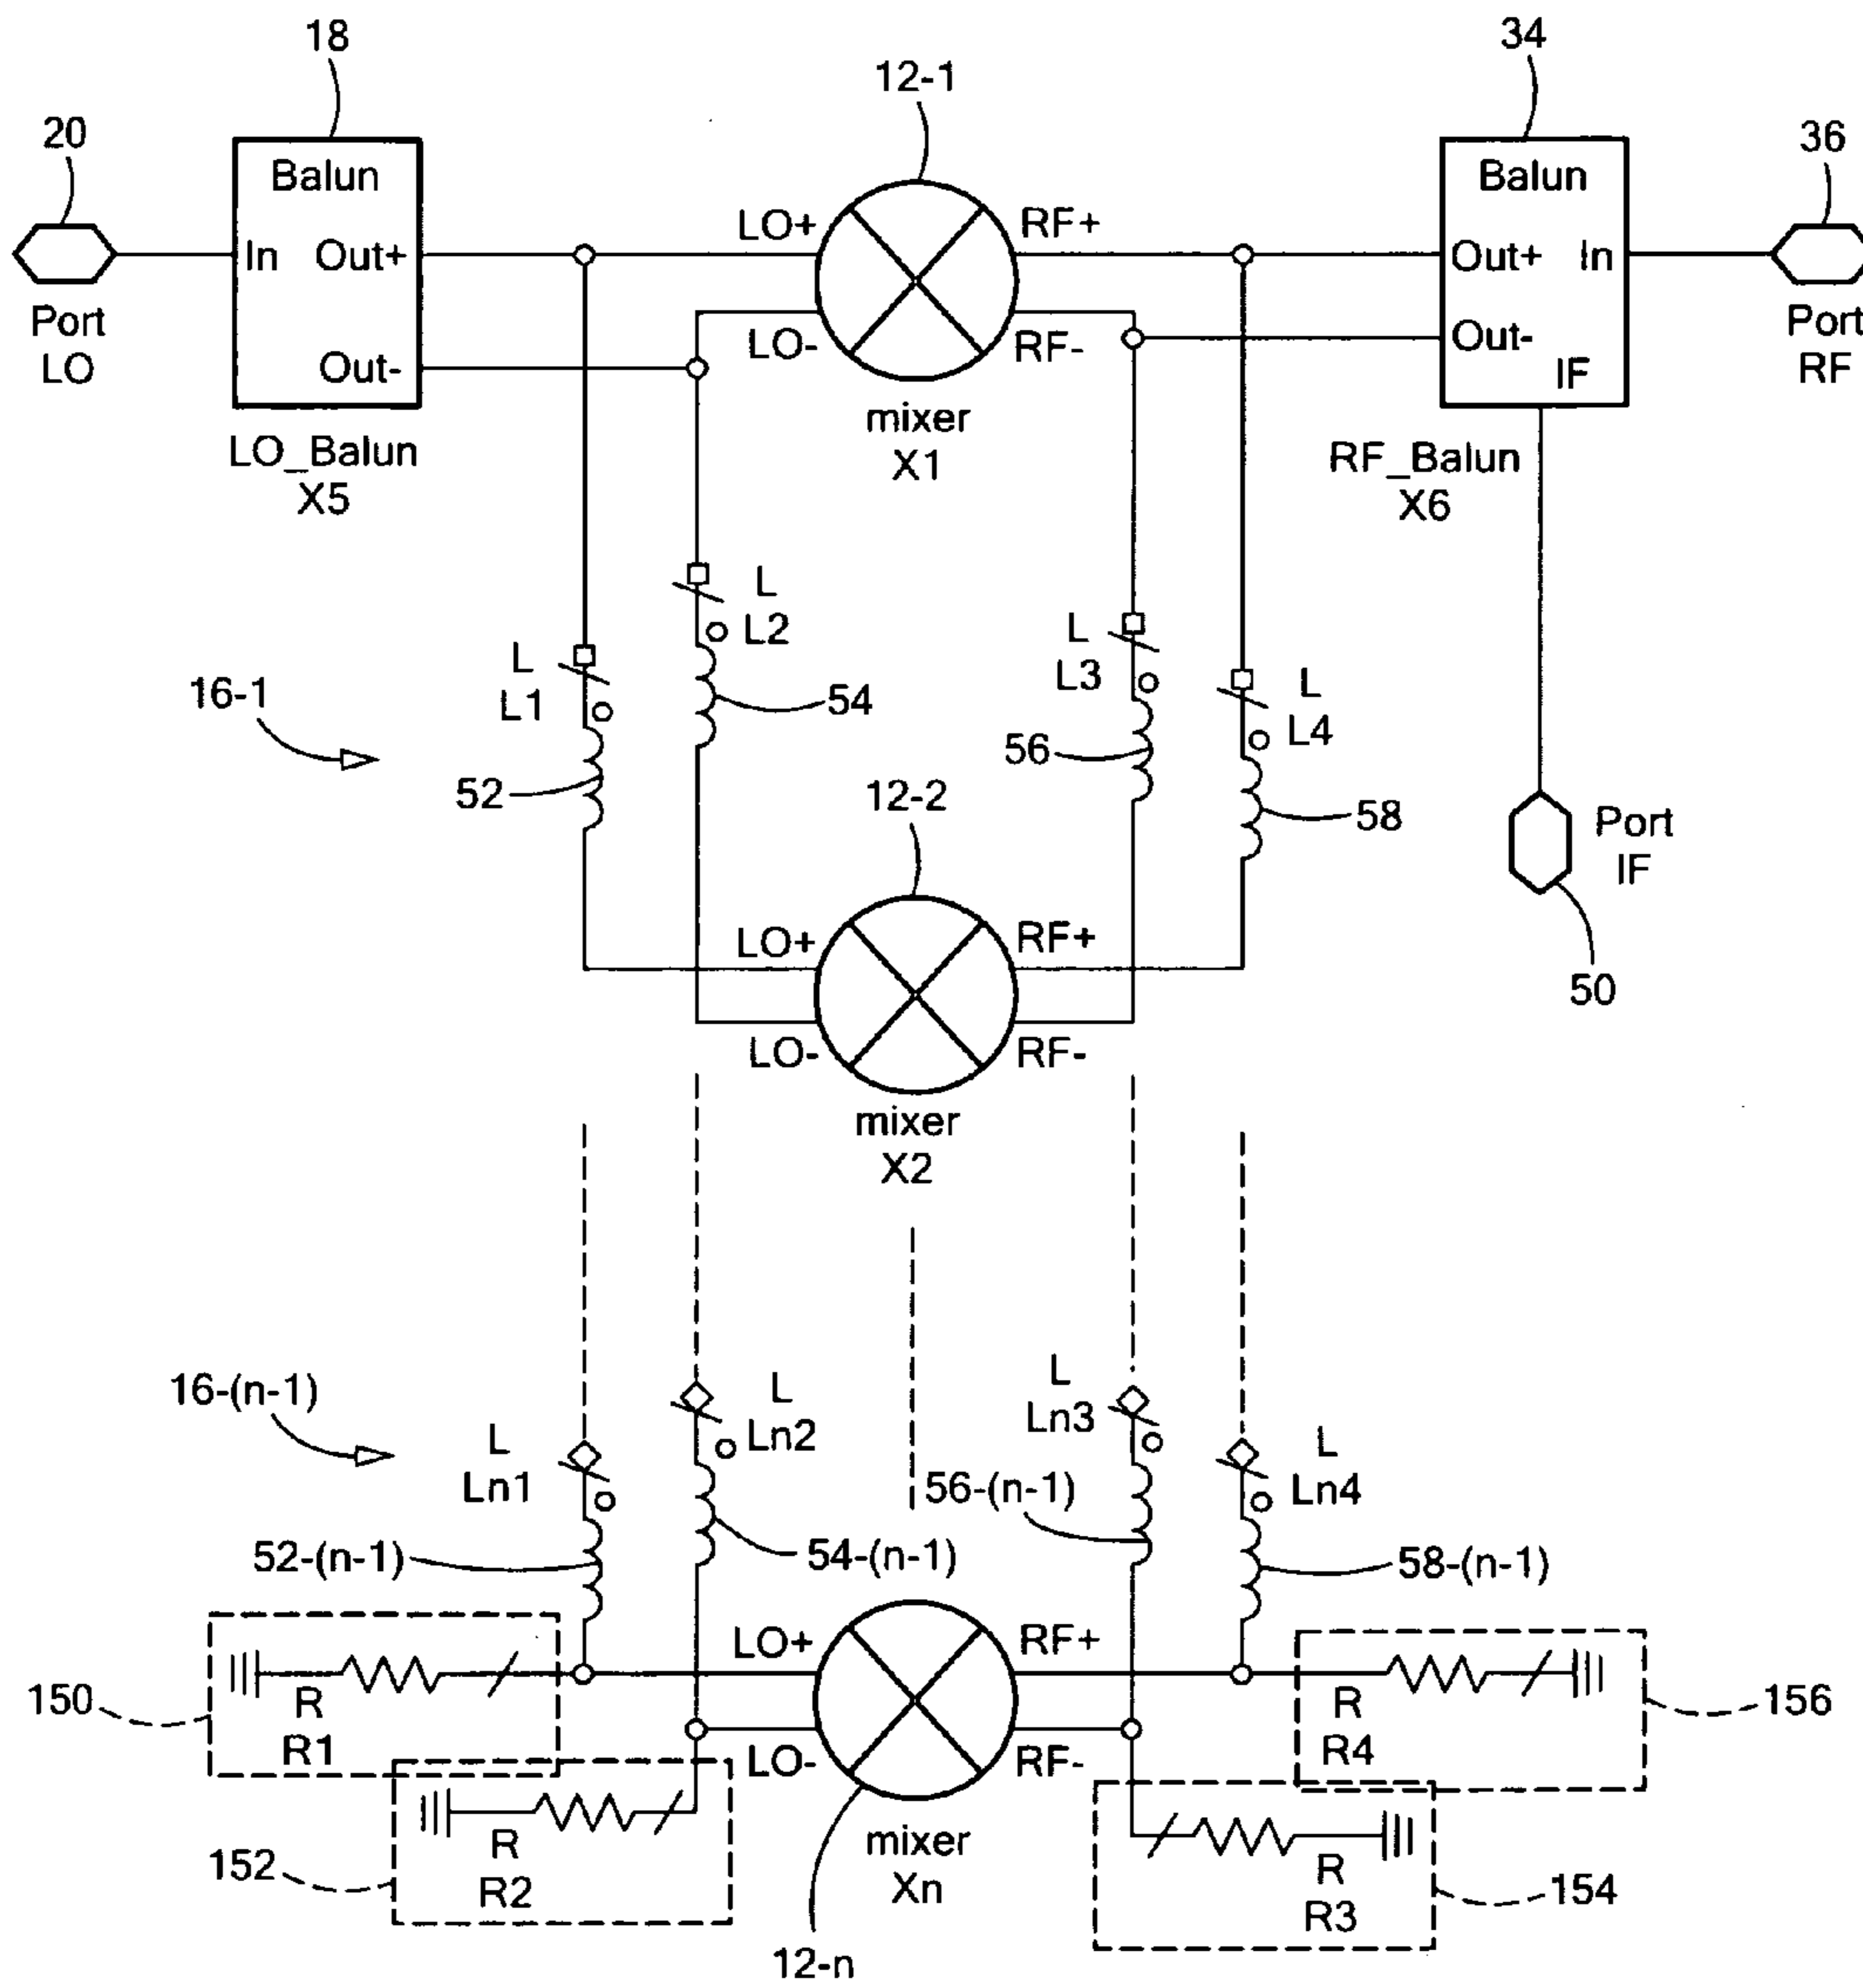 18
34
12-1
20
36
Balun
In
Out+
Out-
LO+
LO-
RF+
RF-
Balun
Out+
In
Out-
IF
Port
LO
Port
RF
LO_Balun
X5
mixer
X1
RF_Balun
X6
L
L2
L
L1
L
L3
L
L4
16-1
54
52
56
58
12-2
Port
IF
50
LO+
LO-
RF+
RF-
mixer
X2
16-(n-1)
L
Ln1
L
Ln2
L
Ln3
L
Ln4
52-(n-1)
54-(n-1)
56-(n-1)
58-(n-1)
LO+
LO-
RF+
RF-
150
R
R1
R
R4
156
152
R
R2
mixer
Xn
R
R3
154
12-n